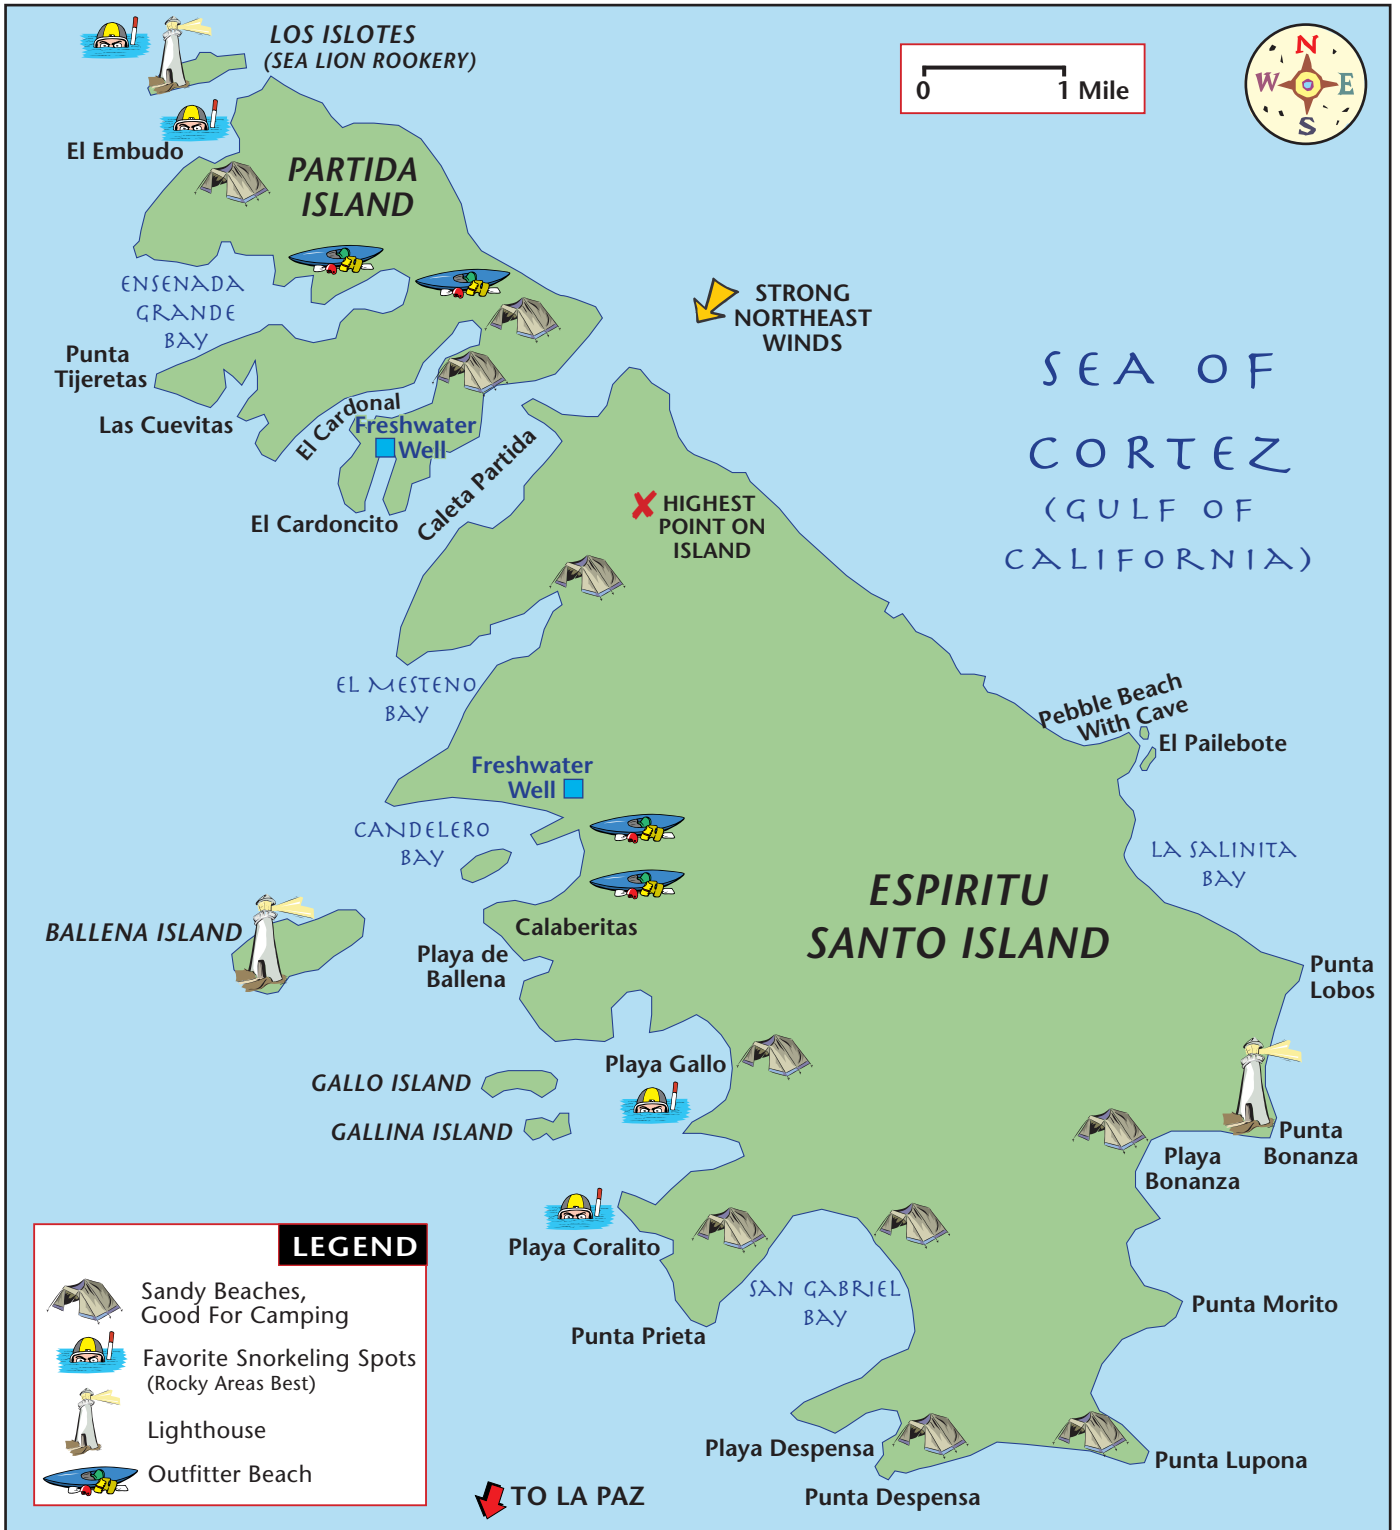 LOS ISLOTES
(SEA LION ROOKERY)
0 1 Mile
N
W E
S
El Embudo
PARTIDA
ISLAND
ENSENADA
GRANDE
BAY
STRONG
NORTHEAST
WINDS
Punta
Tijeretas
SEA OF
CORTEZ
(GULF OF
CALIFORNIA)
Las Cuevitas
El Cardonal
Freshwater
Well
Caleta Partida
El Cardoncito
HIGHEST
POINT ON
ISLAND
EL MESTENO
BAY
Pebble Beach
With Cave
El Pailebote
Freshwater
Well
CANDELERO
BAY
LA SALINITA
BAY
ESPIRITU
SANTO ISLAND
BALLENA ISLAND
Calaberitas
Playa de
Ballena
Punta
Lobos
Playa Gallo
GALLO ISLAND
GALLINA ISLAND
Punta
Bonanza
Playa
Bonanza
Playa Coralito
SAN GABRIEL
BAY
Punta Morito
Punta Prieta
LEGEND
Sandy Beaches,
Good For Camping
Favorite Snorkeling Spots
(Rocky Areas Best)
Lighthouse
Outfitter Beach
Playa Despensa
Punta Lupona
Punta Despensa
TO LA PAZ